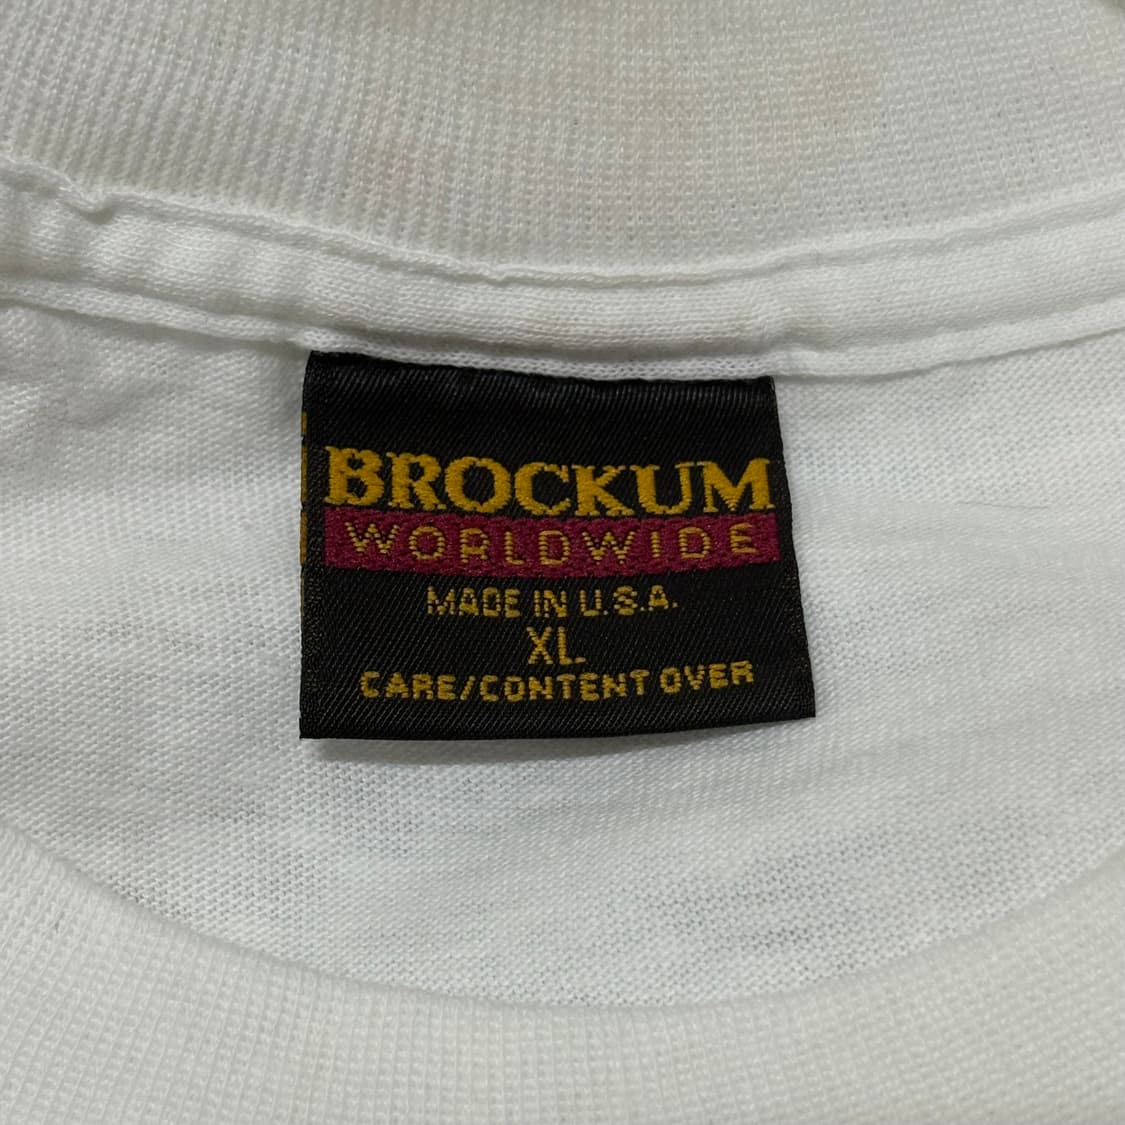 BROCKUM
WORLDWIDE
MADE IN U.S.A.
XL
CARE/CONTENT OVER